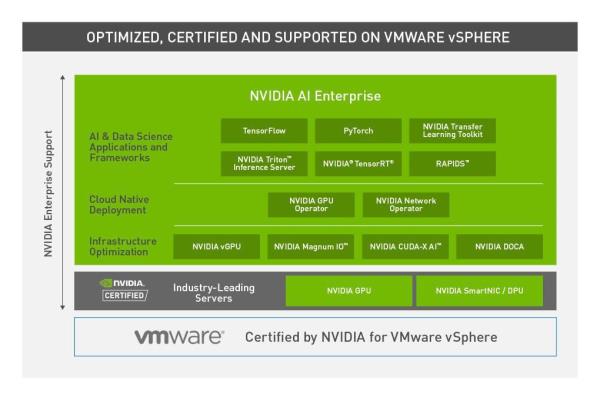 OPTIMIZED, CERTIFIED AND SUPPORTED ON VMWARE vSPHERE
NVIDIA Enterprise Support
NVIDIA AI Enterprise
AI & Data Science
Applications and
Frameworks
TensorFlow
PyTorch
NVIDIA Transfer
Learning Toolkit
NVIDIA Triton™
Inference Server
NVIDIA® TensorRT®
RAPIDS™
Cloud Native
Deployment
NVIDIA GPU
Operator
NVIDIA Network
Operator
Infrastructure
Optimization
NVIDIA vGPU
NVIDIA Magnum IO™
NVIDIA CUDA-X AI™
NVIDIA DOCA
NVIDIA.
CERTIFIED
Industry-Leading
Servers
NVIDIA GPU
NVIDIA SmartNIC / DPU
vmware® Certified by NVIDIA for VMware vSphere